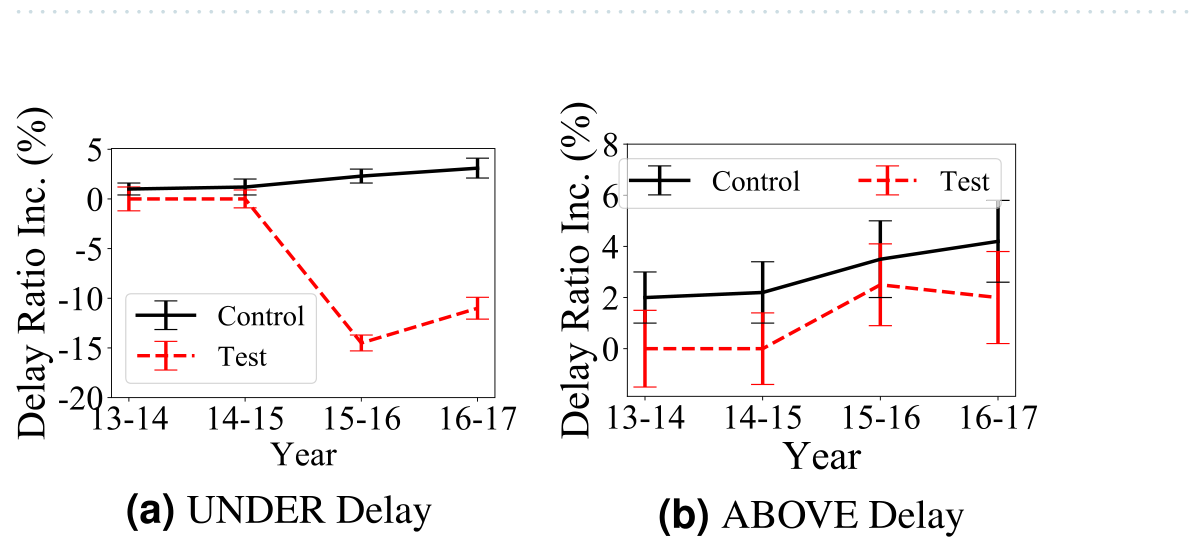 Delay Ratio Inc. (%)
5
0
-5
-10
-15
-20
Control
Test
13-14 14-15 15-16 16-17
Year
(a) UNDER Delay
Delay Ratio Inc. (%)
8
6
4
2
0
Control Test
13-14 14-15 15-16 16-17
Year
(b) ABOVE Delay